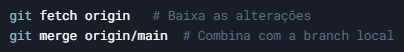 git fetch origin   # Baixa as alterações
git merge origin/main  # Combina com a branch local